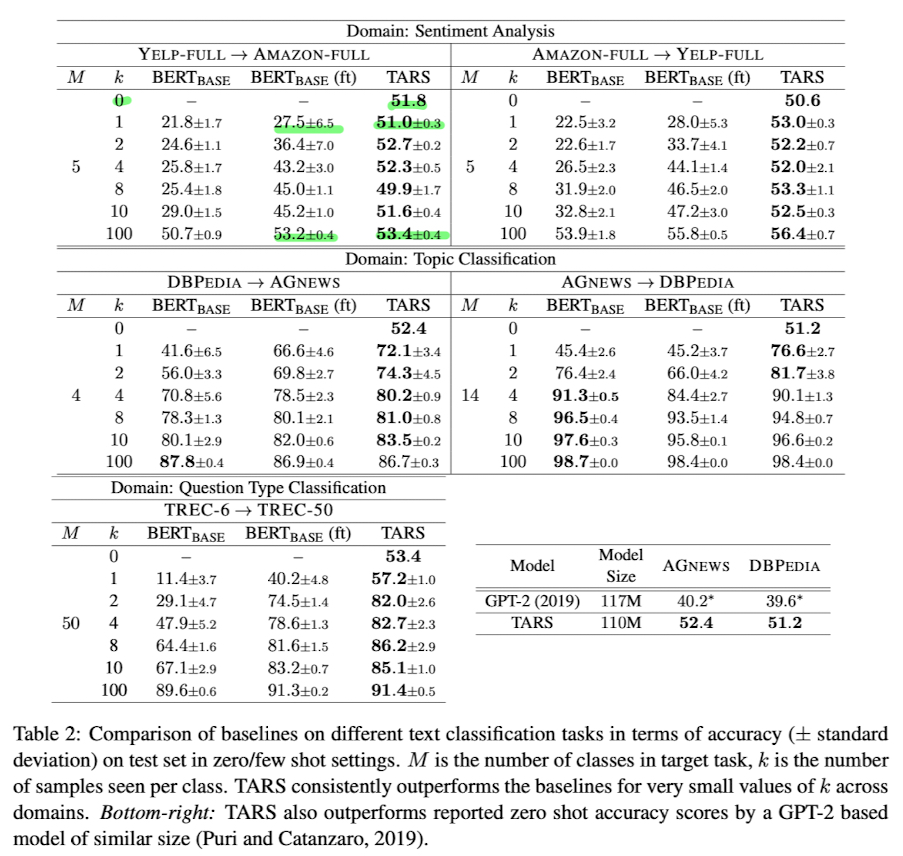 Domain: Sentiment Analysis
YELP-FULL → AMAZON-FULL AMAZON-FULL → YELP-FULL
M k BERTBASE BERTBASE (ft) TARS M k BERTBASE BERTBASE (ft) TARS
0 – – 51.8 0 – – 50.6
1 21.8±1.7 27.5±6.5 51.0±0.3 1 22.5±3.2 28.0±5.3 53.0±0.3
2 24.6±1.1 36.4±7.0 52.7±0.2 2 22.6±1.7 33.7±4.1 52.2±0.7
5 4 25.8±1.7 43.2±3.0 52.3±0.5 5 4 26.5±2.3 44.1±1.4 52.0±2.1
8 25.4±1.8 45.0±1.1 49.9±1.7 8 31.9±2.0 46.5±2.0 53.3±1.1
10 29.0±1.5 45.2±1.0 51.6±0.4 10 32.8±2.1 47.2±3.0 52.5±0.3
100 50.7±0.9 53.2±0.4 53.4±0.4 100 53.9±1.8 55.8±0.5 56.4±0.7
Domain: Topic Classification
DBPEDIA → AGNEWS AGNEWS → DBPEDIA
M k BERTBASE BERTBASE (ft) TARS M k BERTBASE BERTBASE (ft) TARS
0 – – 52.4 0 – – 51.2
1 41.6±6.5 66.6±4.6 72.1±3.4 1 45.4±2.6 45.2±3.7 76.6±2.7
2 56.0±3.3 69.8±2.7 74.3±4.5 2 76.4±2.4 66.0±4.2 81.7±3.8
4 4 70.8±5.6 78.5±2.3 80.2±0.9 14 4 91.3±0.5 84.4±2.7 90.1±1.3
8 78.3±1.3 80.1±2.1 81.0±0.8 8 96.5±0.4 93.5±1.4 94.8±0.7
10 80.1±2.9 82.0±0.6 83.5±0.2 10 97.6±0.3 95.8±0.1 96.6±0.2
100 87.8±0.4 86.9±0.4 86.7±0.3 100 98.7±0.0 98.4±0.0 98.4±0.0
Domain: Question Type Classification
TREC-6 → TREC-50
M k BERTBASE BERTBASE (ft) TARS
0 – – 53.4
1 11.4±3.7 40.2±4.8 57.2±1.0
2 29.1±4.7 74.5±1.4 82.0±2.6
50 4 47.9±5.2 78.6±1.3 82.7±2.3
8 64.4±1.6 81.6±1.5 86.2±2.9
10 67.1±2.9 83.2±0.7 85.1±1.0
100 89.6±0.6 91.3±0.2 91.4±0.5
Model Model Size AGNEWS DBPEDIA
GPT-2 (2019) 117M 40.2* 39.6*
TARS 110M 52.4 51.2
Table 2: Comparison of baselines on different text classification tasks in terms of accuracy (± standard
deviation) on test set in zero/few shot settings. M is the number of classes in target task, k is the number
of samples seen per class. TARS consistently outperforms the baselines for very small values of k across
domains. Bottom-right: TARS also outperforms reported zero shot accuracy scores by a GPT-2 based
model of similar size (Puri and Catanzaro, 2019).